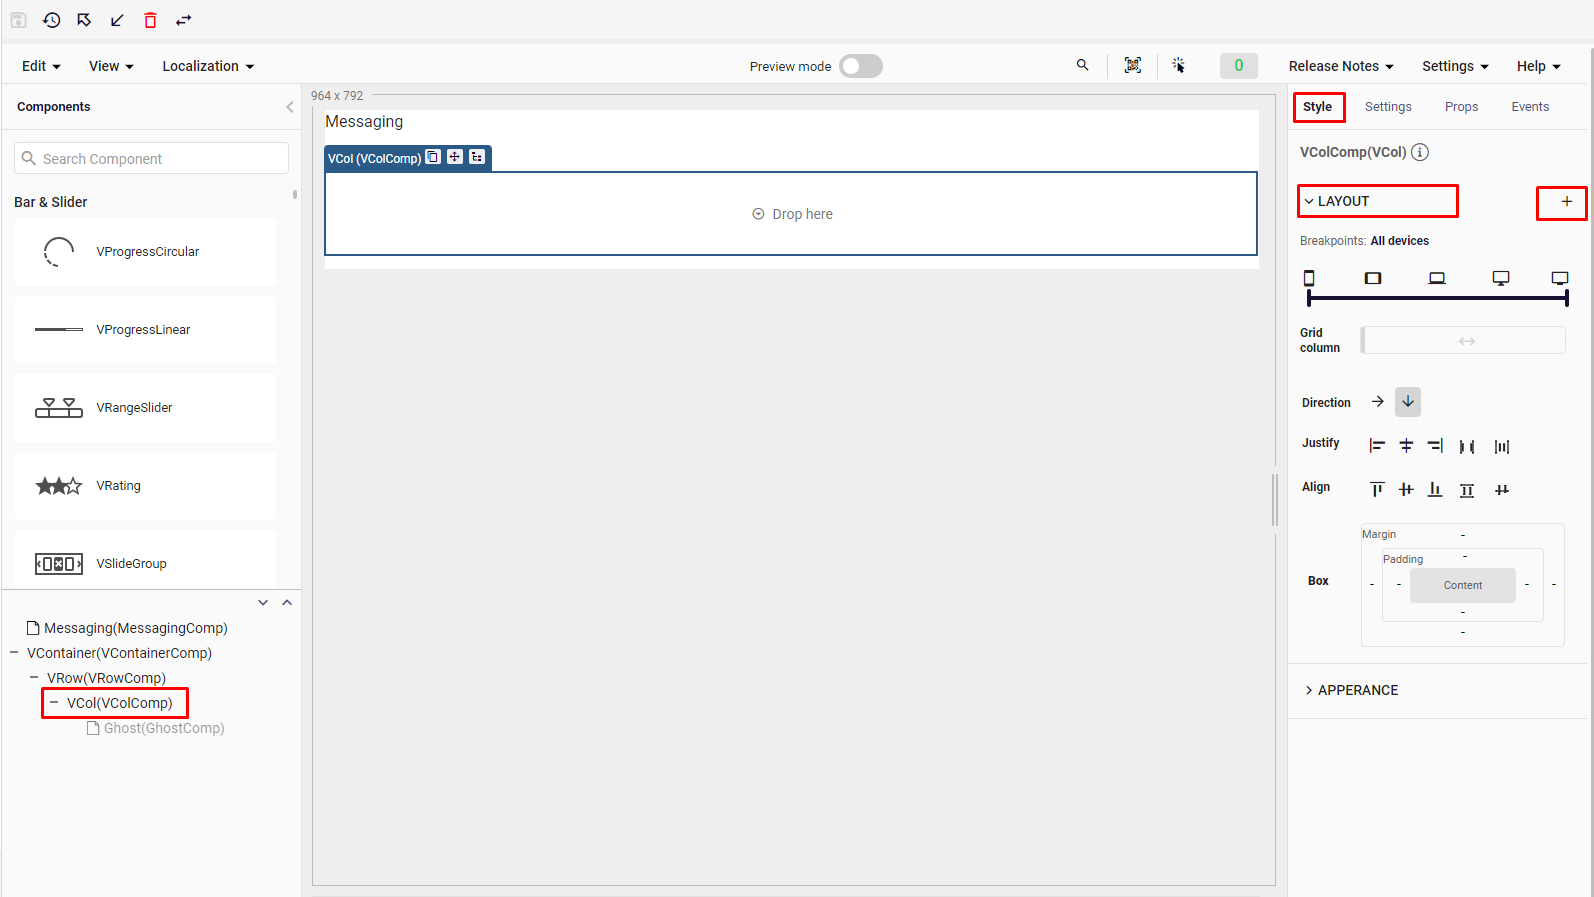 Edit View Localization Preview mode 0 Release Notes Settings Help
Components
Search Component
Bar & Slider
VProgressCircular
VProgressLinear
VRangeSlider
VRating
VSlideGroup
Messaging(MessagingComp)
VContainer(VContainerComp)
VRow(VRowComp)
VCol(VColComp)
Ghost(GhostComp)
964 x 792
Messaging
VCol (VColComp)
Drop here
Style Settings Props Events
VColComp(VCol)
LAYOUT
Breakpoints: All devices
Grid
column
Direction
Justify
Align
Box
Margin -
Padding -
- - Content - -
-
-
APPERANCE